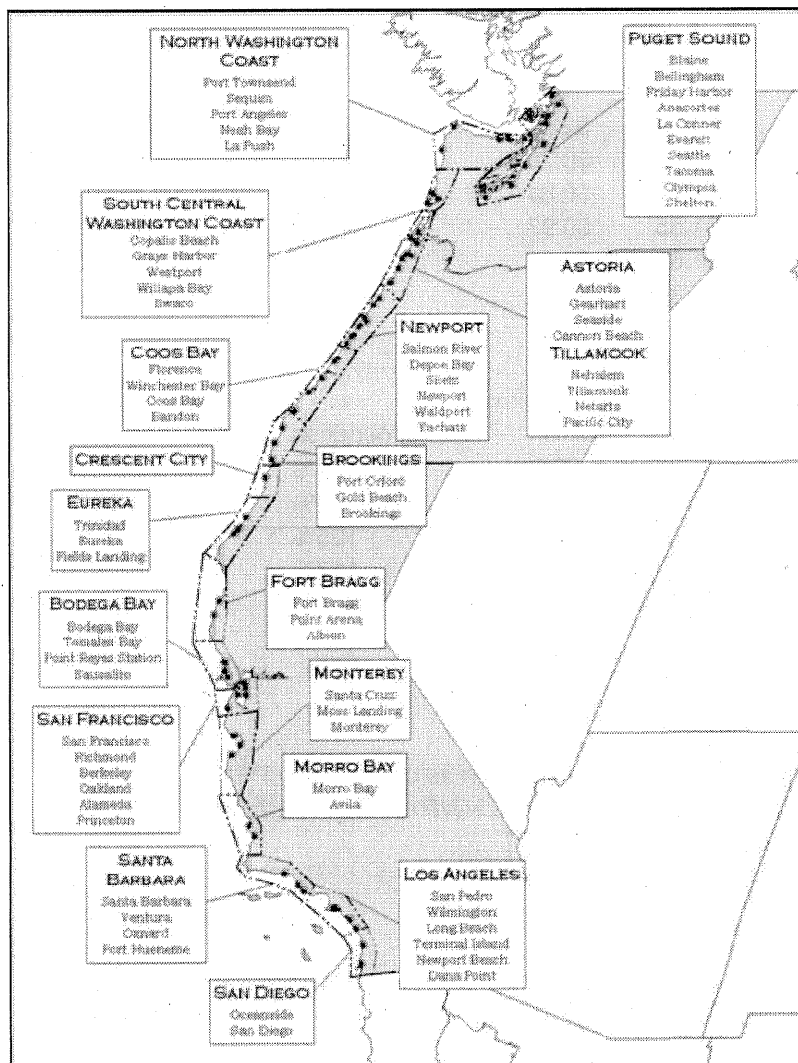 NORTH WASHINGTON
COAST
Port Townsend
Sequim
Port Angeles
Neah Bay
La Push
PUGET SOUND
Blaine
Bellingham
Friday Harbor
Anacortes
La Conner
Everett
Seattle
Tacoma
Olympia
Shelton
SOUTH CENTRAL
WASHINGTON COAST
Copalis Beach
Grays Harbor
Westport
Willapa Bay
Ilwaco
ASTORIA
Astoria
Gearhart
Seaside
Cannon Beach
TILLAMOOK
Nehalem
Tillamook
Netarts
Pacific City
NEWPORT
Salmon River
Depoe Bay
Siletz
Newport
Waldport
Yachats
COOS BAY
Florence
Winchester Bay
Coos Bay
Bandon
CRESCENT CITY
BROOKINGS
Port Orford
Gold Beach
Brookings
EUREKA
Trinidad
Eureka
Fields Landing
FORT BRAGG
Fort Bragg
Point Arena
Albion
BODEGA BAY
Bodega Bay
Tomales Bay
Point Reyes Station
Sausalito
MONTEREY
Santa Cruz
Moss Landing
Monterey
SAN FRANCISCO
San Francisco
Richmond
Berkeley
Oakland
Alameda
Princeton
MORRO BAY
Morro Bay
Avila
SANTA
BARBARA
Santa Barbara
Ventura
Oxnard
Port Hueneme
LOS ANGELES
San Pedro
Wilmington
Long Beach
Terminal Island
Newport Beach
Dana Point
SAN DIEGO
Oceanside
San Diego